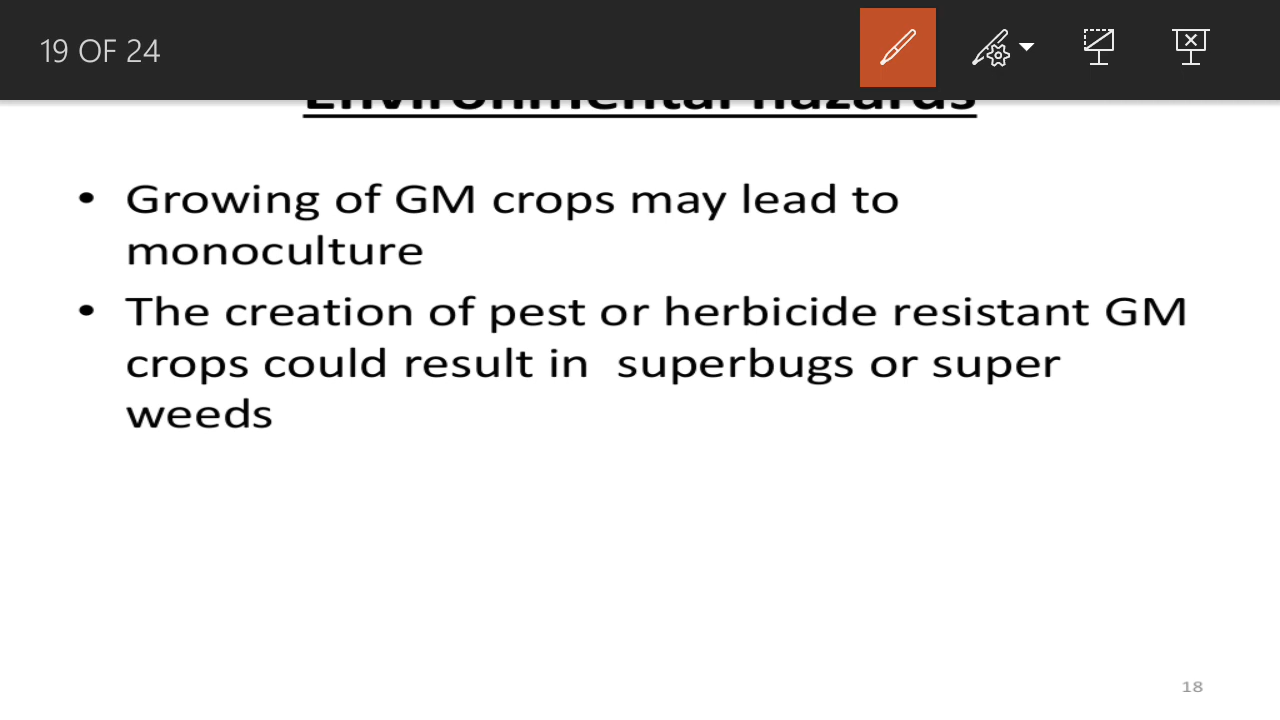 19 OF 24
Environmental hazards
• Growing of GM crops may lead to
monoculture
• The creation of pest or herbicide resistant GM
crops could result in  superbugs or super
weeds
18